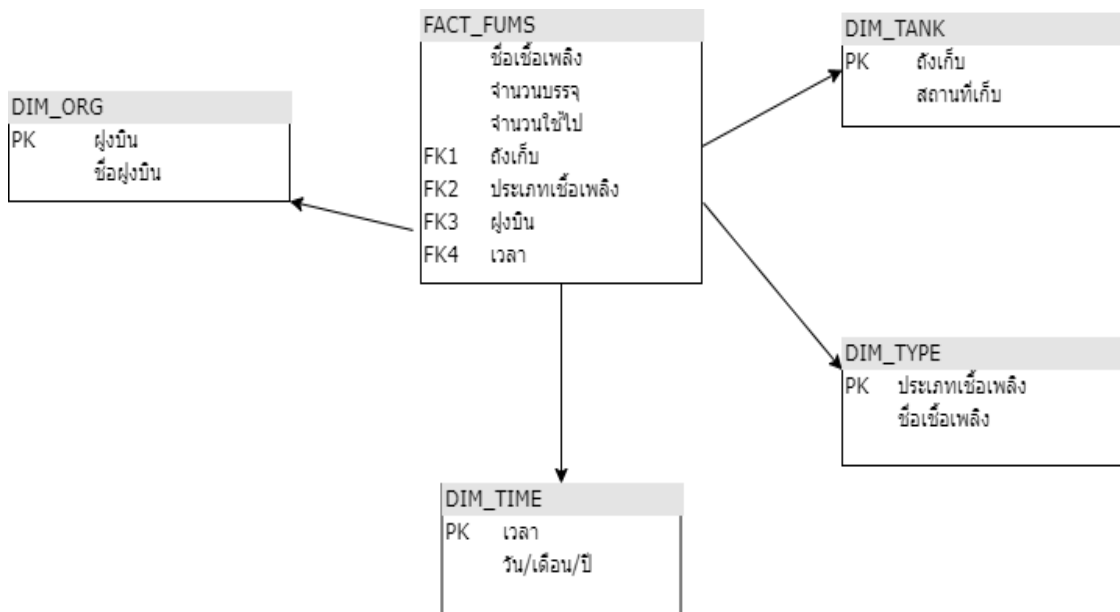 FACT_FUMS
ชื่อเชื้อเพลิง
จำนวนบรรจุ
จำนวนใช้ไป
FK1 ถังเก็บ
FK2 ประเภทเชื้อเพลิง
FK3 ฝูงบิน
FK4 เวลา
DIM_TANK
PK ถังเก็บ
สถานที่เก็บ
DIM_ORG
PK ฝูงบิน
ชื่อฝูงบิน
DIM_TYPE
PK ประเภทเชื้อเพลิง
ชื่อเชื้อเพลิง
DIM_TIME
PK เวลา
วัน/เดือน/ปี